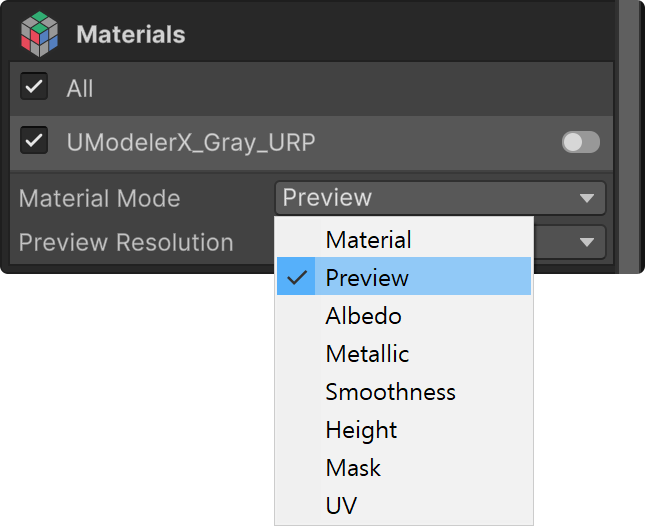 Materials
All
UModelerX_Gray_URP
Material Mode
Preview
Preview Resolution
Material
Preview
Albedo
Metallic
Smoothness
Height
Mask
UV